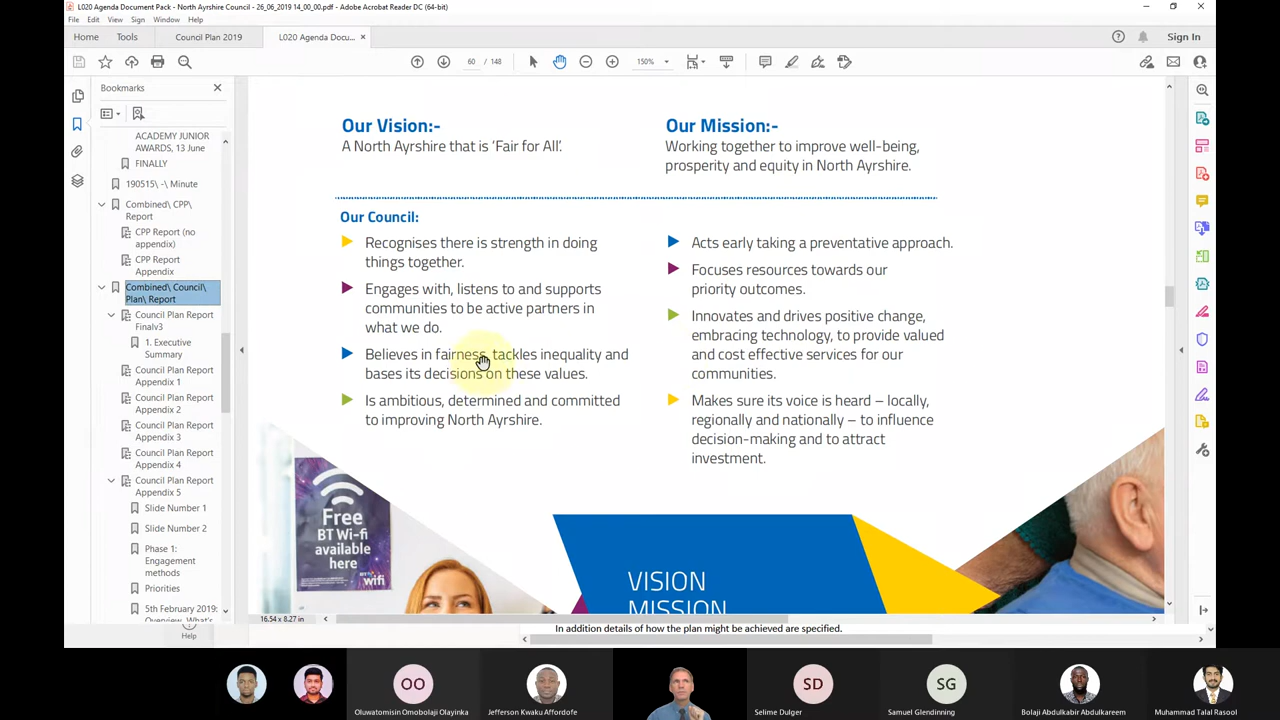 L020 Agenda Document Pack - North Ayrshire Council - 26_06_2019 14_00_00.pdf - Adobe Acrobat Reader DC (64-bit)
File Edit View Sign Window Help
Home Tools Council Plan 2019 L020 Agenda Docu... ×
Sign In
60 / 148 150%
Bookmarks
ACADEMY JUNIOR
AWARDS, 13 June
FINALLY
190515\ -\ Minute
Combined\ CPP\
Report
CPP Report (no
appendix)
CPP Report
Appendix
Combined\ Council\
Plan\ Report
Council Plan Report
Finalv3
1. Executive
Summary
Council Plan Report
Appendix 1
Council Plan Report
Appendix 2
Council Plan Report
Appendix 3
Council Plan Report
Appendix 4
Council Plan Report
Appendix 5
Slide Number 1
Slide Number 2
Phase 1:
Engagement
methods
Priorities
5th February 2019:
Overview, What's
Help
Our Vision:-
A North Ayrshire that is 'Fair for All'.
Our Mission:-
Working together to improve well-being,
prosperity and equity in North Ayrshire.
Our Council:
Recognises there is strength in doing
things together.
Engages with, listens to and supports
communities to be active partners in
what we do.
Believes in fairness, tackles inequality and
bases its decisions on these values.
Is ambitious, determined and committed
to improving North Ayrshire.
Acts early taking a preventative approach.
Focuses resources towards our
priority outcomes.
Innovates and drives positive change,
embracing technology, to provide valued
and cost effective services for our
communities.
Makes sure its voice is heard – locally,
regionally and nationally – to influence
decision-making and to attract
investment.
Free
BT Wi-fi
available
here
wifi
VISION
MISSION
16.54 x 8.27 in
In addition details of how the plan might be achieved are specified.
OO
SD
SG
Oluwatomisin Omobolaji Olayinka
Jefferson Kwaku Affordofe
Selime Dulger
Samuel Glendinning
Bolaji Abdulkabir Abdulkareem
Muhammad Talal Rasool